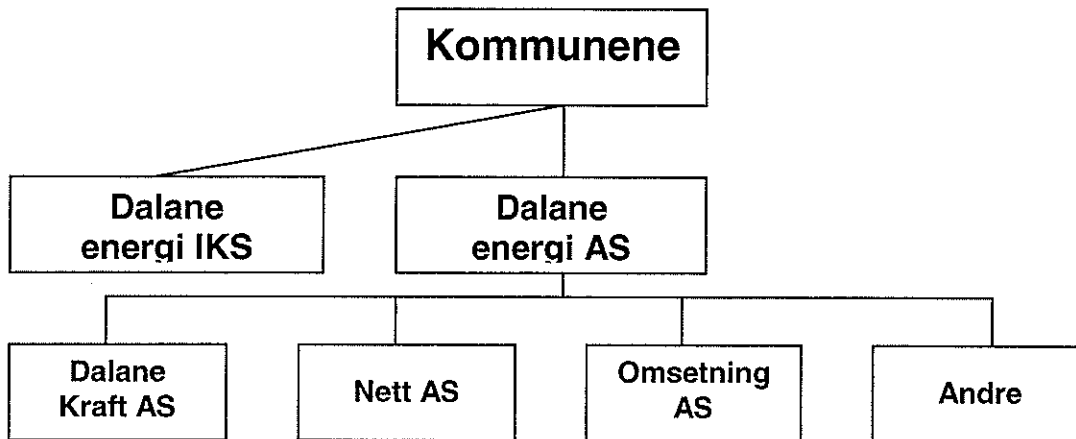 Kommunene
Dalane
energi IKS
Dalane
energi AS
Dalane
Kraft AS
Nett AS
Omsetning
AS
Andre